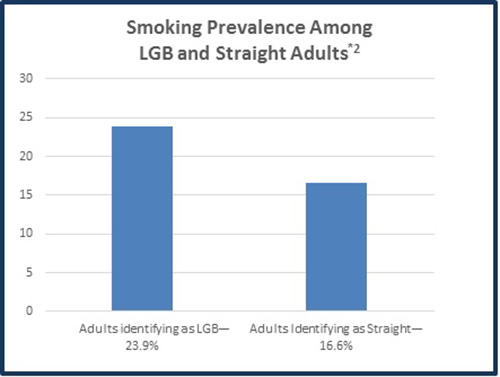 Smoking Prevalence Among
LGB and Straight Adults*2
30
25
20
15
10
5
0
Adults identifying as LGB—
23.9%
Adults Identifying as Straight—
16.6%